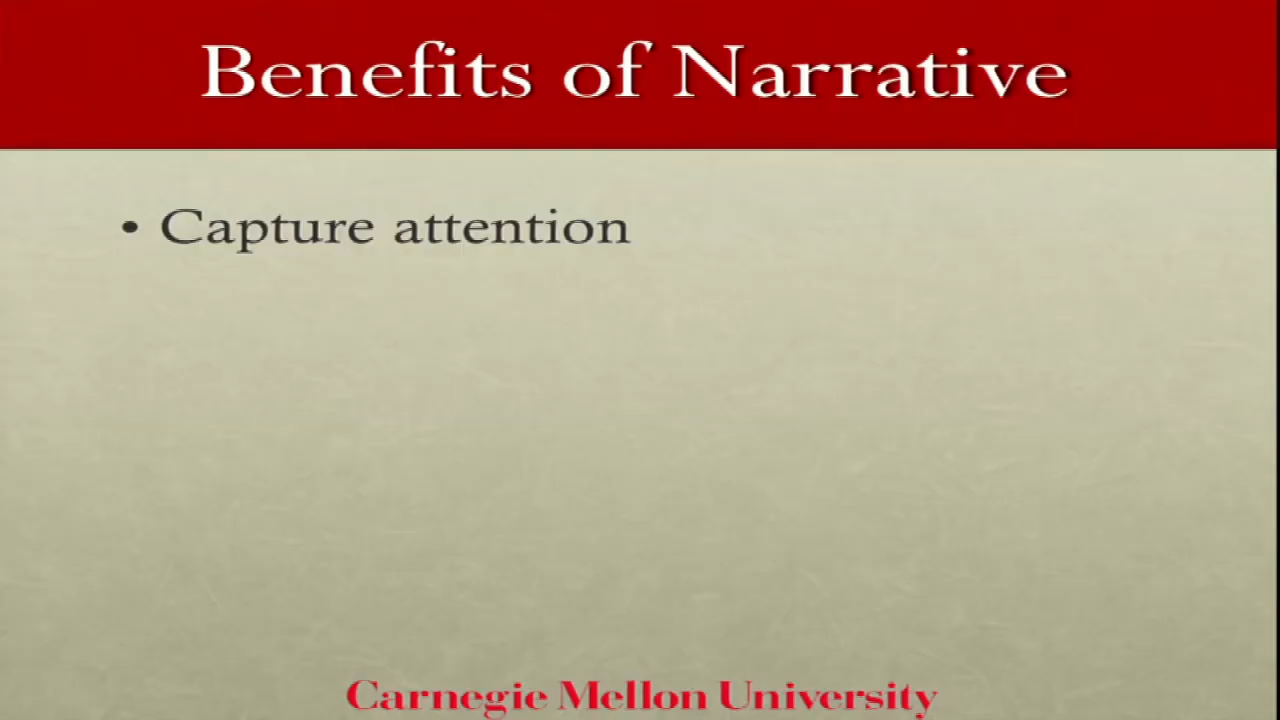 Benefits of Narrative
• Capture attention
Carnegie Mellon University